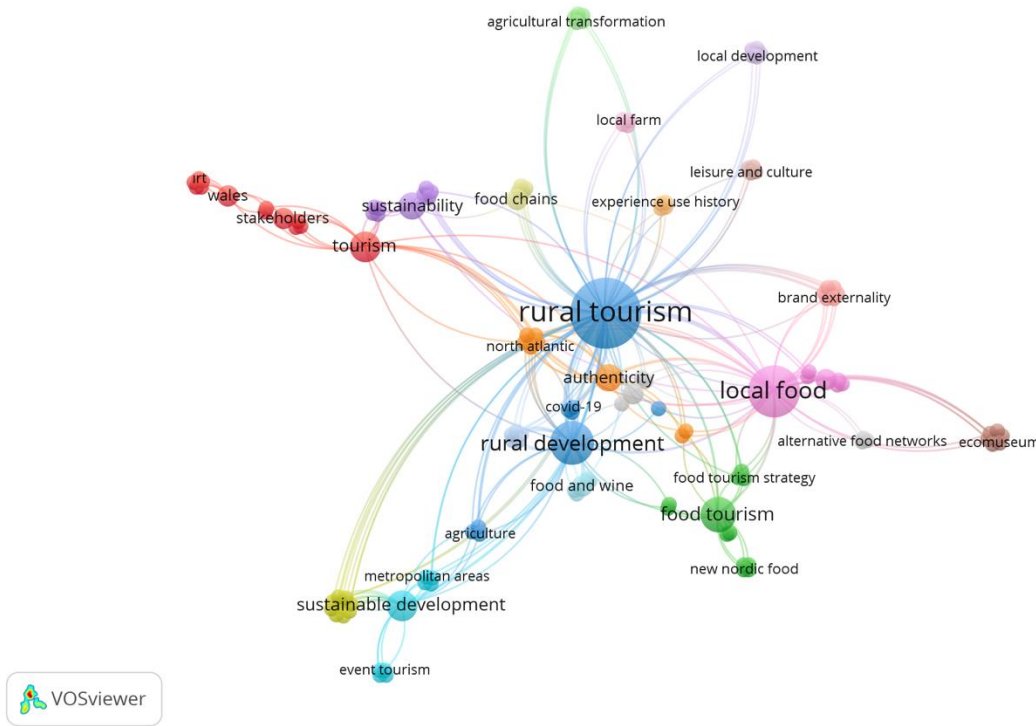 agricultural transformation
local development
local farm
leisure and culture
wales
sustainability
food chains
experience use history
stakeholders
tourism
brand externality
rural tourism
north atlantic
authenticity
local food
covid-19
rural development
alternative food networks
ecomuseum
food tourism strategy
food and wine
food tourism
agriculture
new nordic food
metropolitan areas
sustainable development
event tourism
VOSviewer